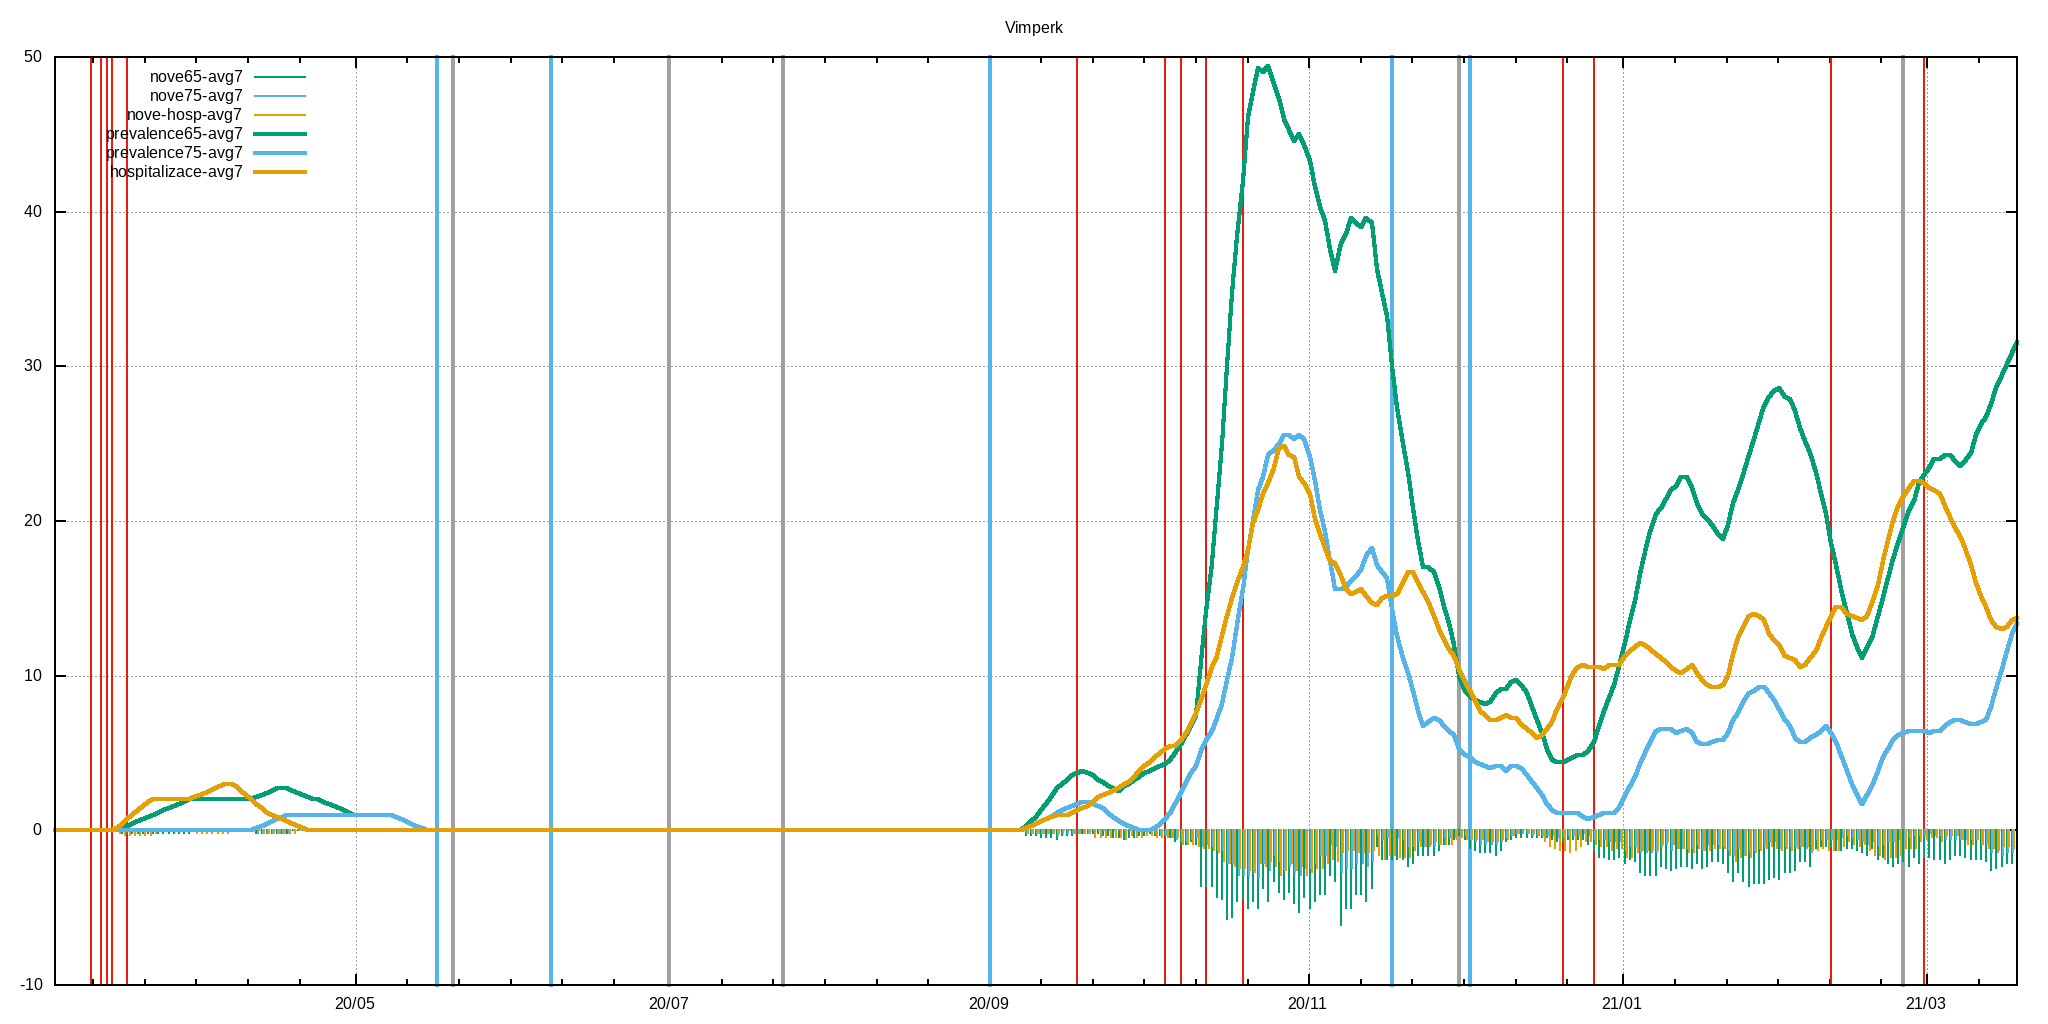 Vimperk
50
nove65-avg7
nove75-avg7
nove-hosp-avg7
prevalence65-avg7
prevalence75-avg7
hospitalizace-avg7
40
30
20
10
0
-10
20/05 20/07 20/09 20/11 21/01 21/03